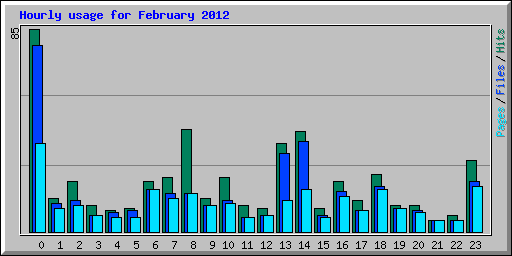 Hourly usage for February 2012
85
Pages / Files / Hits
0 1 2 3 4 5 6 7 8 9 10 11 12 13 14 15 16 17 18 19 20 21 22 23